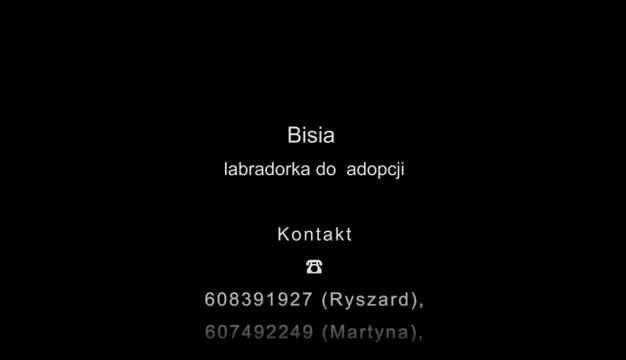 Bisia
labradorka do adopcji
Kontakt
☎
608391927 (Ryszard),
607492249 (Martyna),